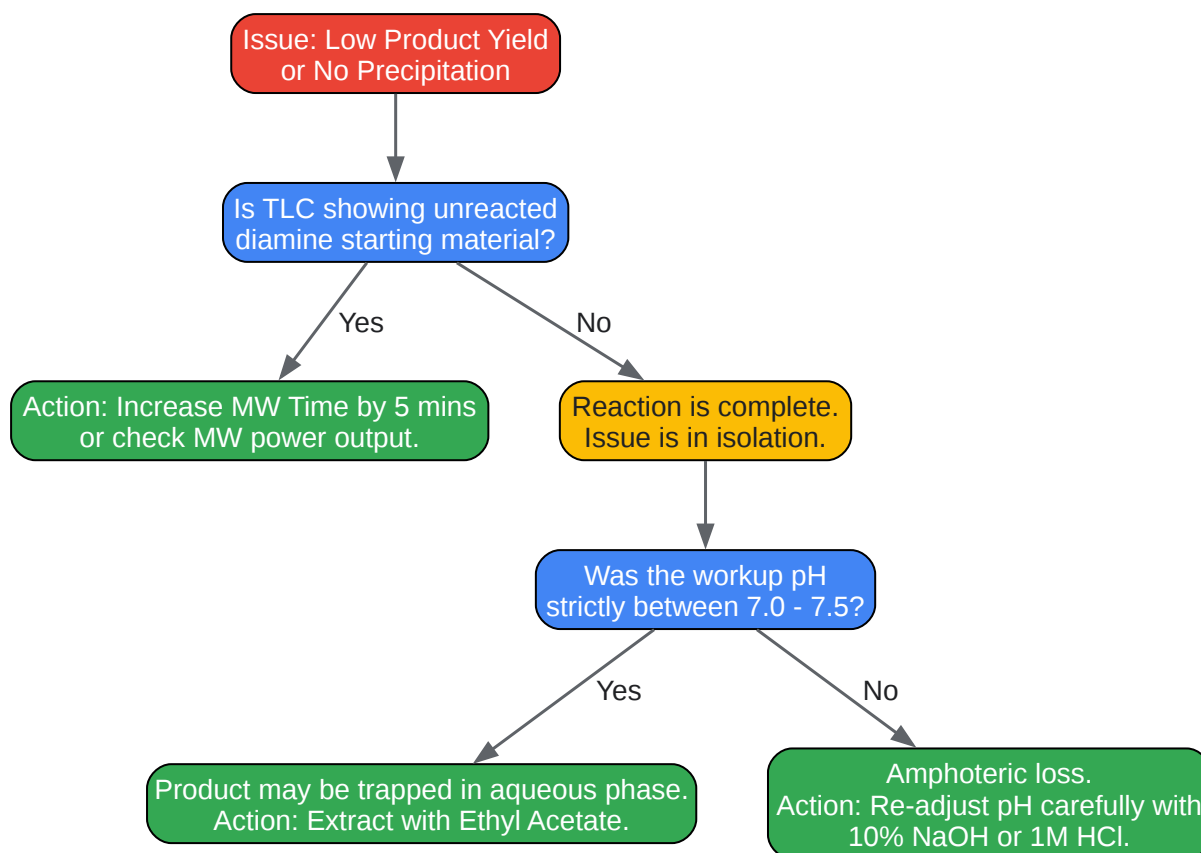 Issue: Low Product Yield
or No Precipitation
Is TLC showing unreacted
diamine starting material?
Yes
No
Action: Increase MW Time by 5 mins
or check MW power output.
Reaction is complete.
Issue is in isolation.
Was the workup pH
strictly between 7.0 - 7.5?
Yes
No
Product may be trapped in aqueous phase.
Action: Extract with Ethyl Acetate.
Amphoteric loss.
Action: Re-adjust pH carefully with
10% NaOH or 1M HCl.